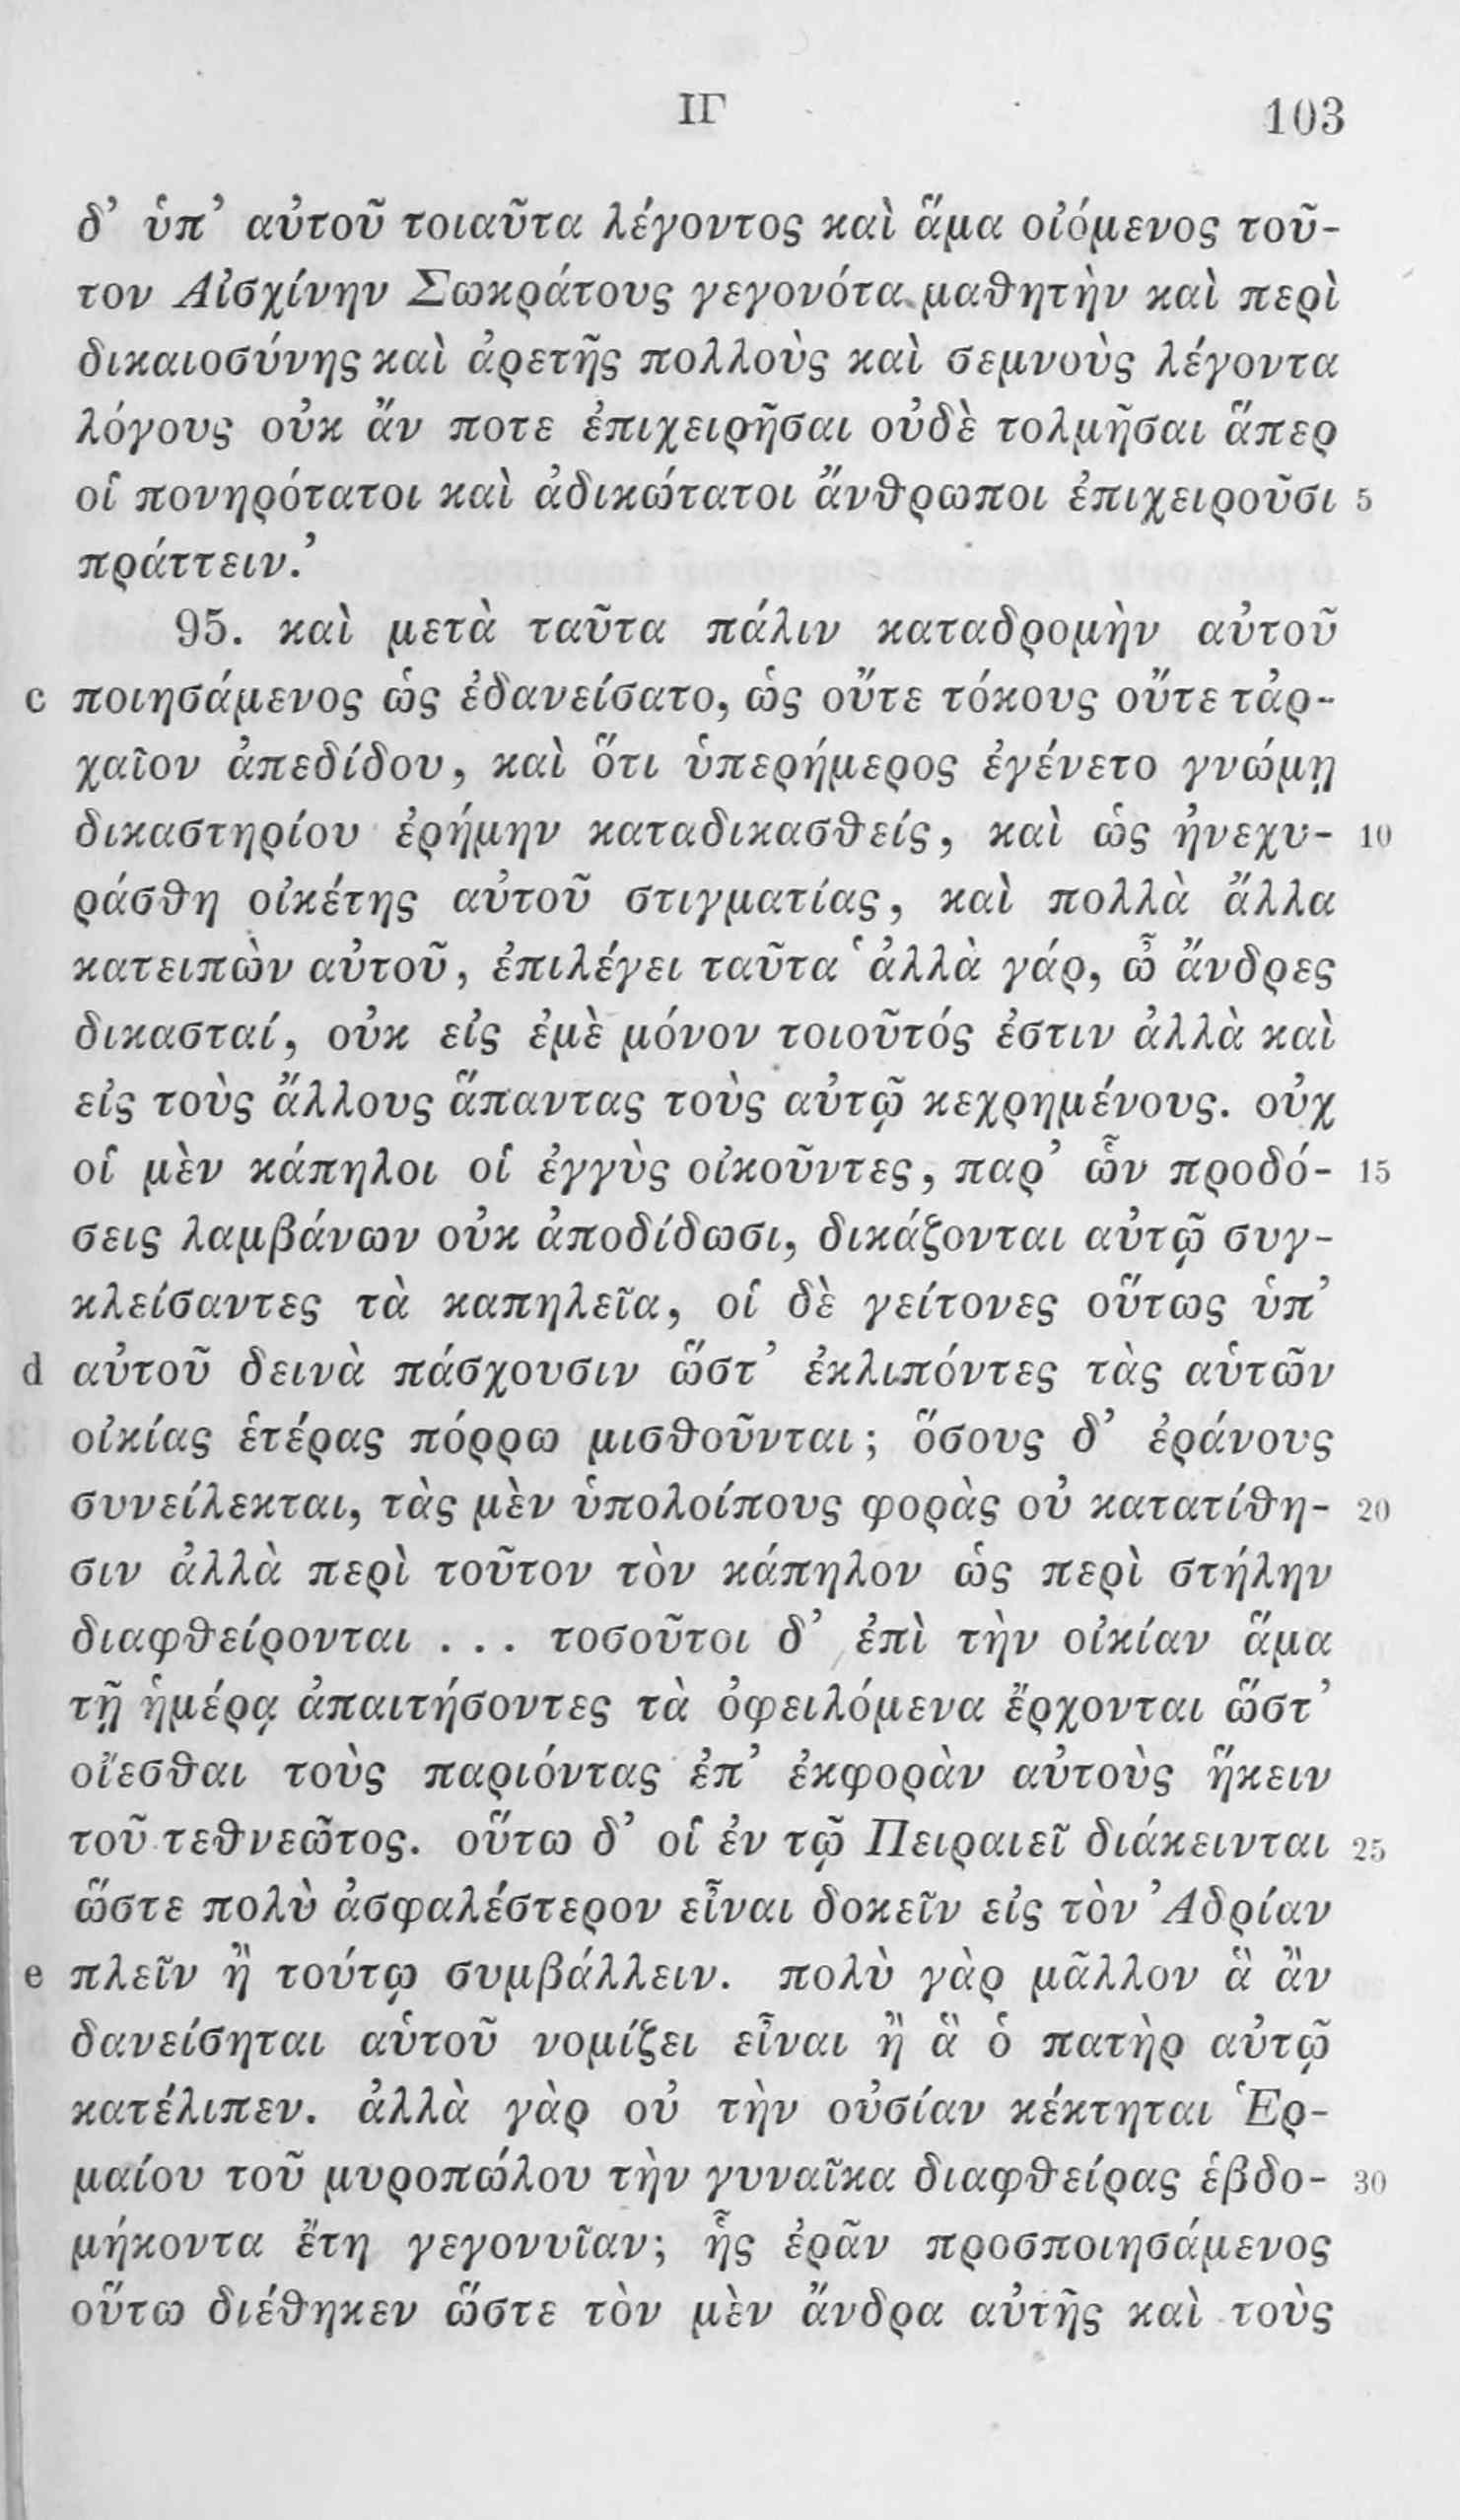 ΙΓ 103
δ’ ὑπ’ αὐτοῦ τοιαῦτα λέγοντος καὶ ἅμα οἰόμενος τοῦ-
τον Αἰσχίνην Σωκράτους γεγονότα μαθητὴν καὶ περὶ
δικαιοσύνης καὶ ἀρετῆς πολλοὺς καὶ σεμνοὺς λέγοντα
λόγους οὐκ ἄν ποτε ἐπιχειρῆσαι οὐδὲ τολμῆσαι ἅπερ
οἱ πονηρότατοι καὶ ἀδικώτατοι ἄνθρωποι ἐπιχειροῦσι 5
πράττειν.’
95. καὶ μετὰ ταῦτα πάλιν καταδρομὴν αὐτοῦ
c ποιησάμενος ὡς ἐδανείσατο, ὡς οὔτε τόκους οὔτε τἀρ-
χαῖον ἀπεδίδου, καὶ ὅτι ὑπερήμερος ἐγένετο γνώμῃ
δικαστηρίου ἐρήμην καταδικασθείς, καὶ ὡς ἠνεχυ- 10
ράσθη οἰκέτης αὐτοῦ στιγματίας, καὶ πολλὰ ἄλλα
κατειπὼν αὐτοῦ, ἐπιλέγει ταῦτα ‘ἀλλὰ γάρ, ὦ ἄνδρες
δικασταί, οὐκ εἰς ἐμὲ μόνον τοιοῦτός ἐστιν ἀλλὰ καὶ
εἰς τοὺς ἄλλους ἅπαντας τοὺς αὐτῷ κεχρημένους. οὐχ
οἱ μὲν κάπηλοι οἱ ἐγγὺς οἰκοῦντες, παρ’ ὧν προδό- 15
σεις λαμβάνων οὐκ ἀποδίδωσι, δικάζονται αὐτῷ συγ-
κλείσαντες τὰ καπηλεῖα, οἱ δὲ γείτονες οὕτως ὑπ’
d αὐτοῦ δεινὰ πάσχουσιν ὥστ’ ἐκλιπόντες τὰς αὑτῶν
οἰκίας ἑτέρας πόρρω μισθοῦνται; ὅσους δ’ ἐράνους
συνείλεκται, τὰς μὲν ὑπολοίπους φορὰς οὐ κατατίθη- 20
σιν ἀλλὰ περὶ τοῦτον τὸν κάπηλον ὡς περὶ στήλην
διαφθείρονται . . . τοσοῦτοι δ’ ἐπὶ τὴν οἰκίαν ἅμα
τῇ ἡμέρᾳ ἀπαιτήσοντες τὰ ὀφειλόμενα ἔρχονται ὥστ’
οἴεσθαι τοὺς παριόντας ἐπ’ ἐκφορὰν αὐτοὺς ἥκειν
τοῦ τεθνεῶτος. οὕτω δ’ οἱ ἐν τῷ Πειραιεῖ διάκεινται 25
ὥστε πολὺ ἀσφαλέστερον εἶναι δοκεῖν εἰς τὸν Ἀδρίαν
e πλεῖν ἢ τούτῳ συμβάλλειν. πολὺ γὰρ μᾶλλον ἃ ἂν
δανείσηται αὑτοῦ νομίζει εἶναι ἢ ἃ ὁ πατὴρ αὐτῷ
κατέλιπεν. ἀλλὰ γὰρ οὐ τὴν οὐσίαν κέκτηται Ἑρ-
μαίου τοῦ μυροπώλου τὴν γυναῖκα διαφθείρας ἑβδο- 30
μήκοντα ἔτη γεγονυῖαν; ἧς ἐρᾶν προσποιησάμενος
οὕτω διέθηκεν ὥστε τὸν μὲν ἄνδρα αὐτῆς καὶ τοὺς